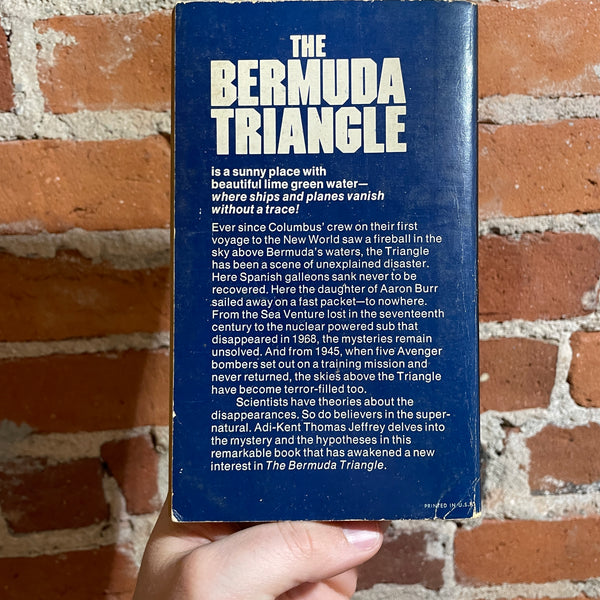 THE
BERMUDA
TRIANGLE
is a sunny place with
beautiful lime green water—
where ships and planes vanish
without a trace!
Ever since Columbus' crew on their first
voyage to the New World saw a fireball in the
sky above Bermuda's waters, the Triangle
has been a scene of unexplained disaster.
Here Spanish galleons sank never to be
recovered. Here the daughter of Aaron Burr
sailed away on a fast packet—to nowhere.
From the Sea Venture lost in the seventeenth
century to the nuclear powered sub that
disappeared in 1968, the mysteries remain
unsolved. And from 1945, when five Avenger
bombers set out on a training mission and
never returned, the skies above the Triangle
have become terror-filled too.
Scientists have theories about the
disappearances. So do believers in the super-
natural. Adi-Kent Thomas Jeffrey delves into
the mystery and the hypotheses in this
remarkable book that has awakened a new
interest in The Bermuda Triangle.
PRINTED IN U.S.A.